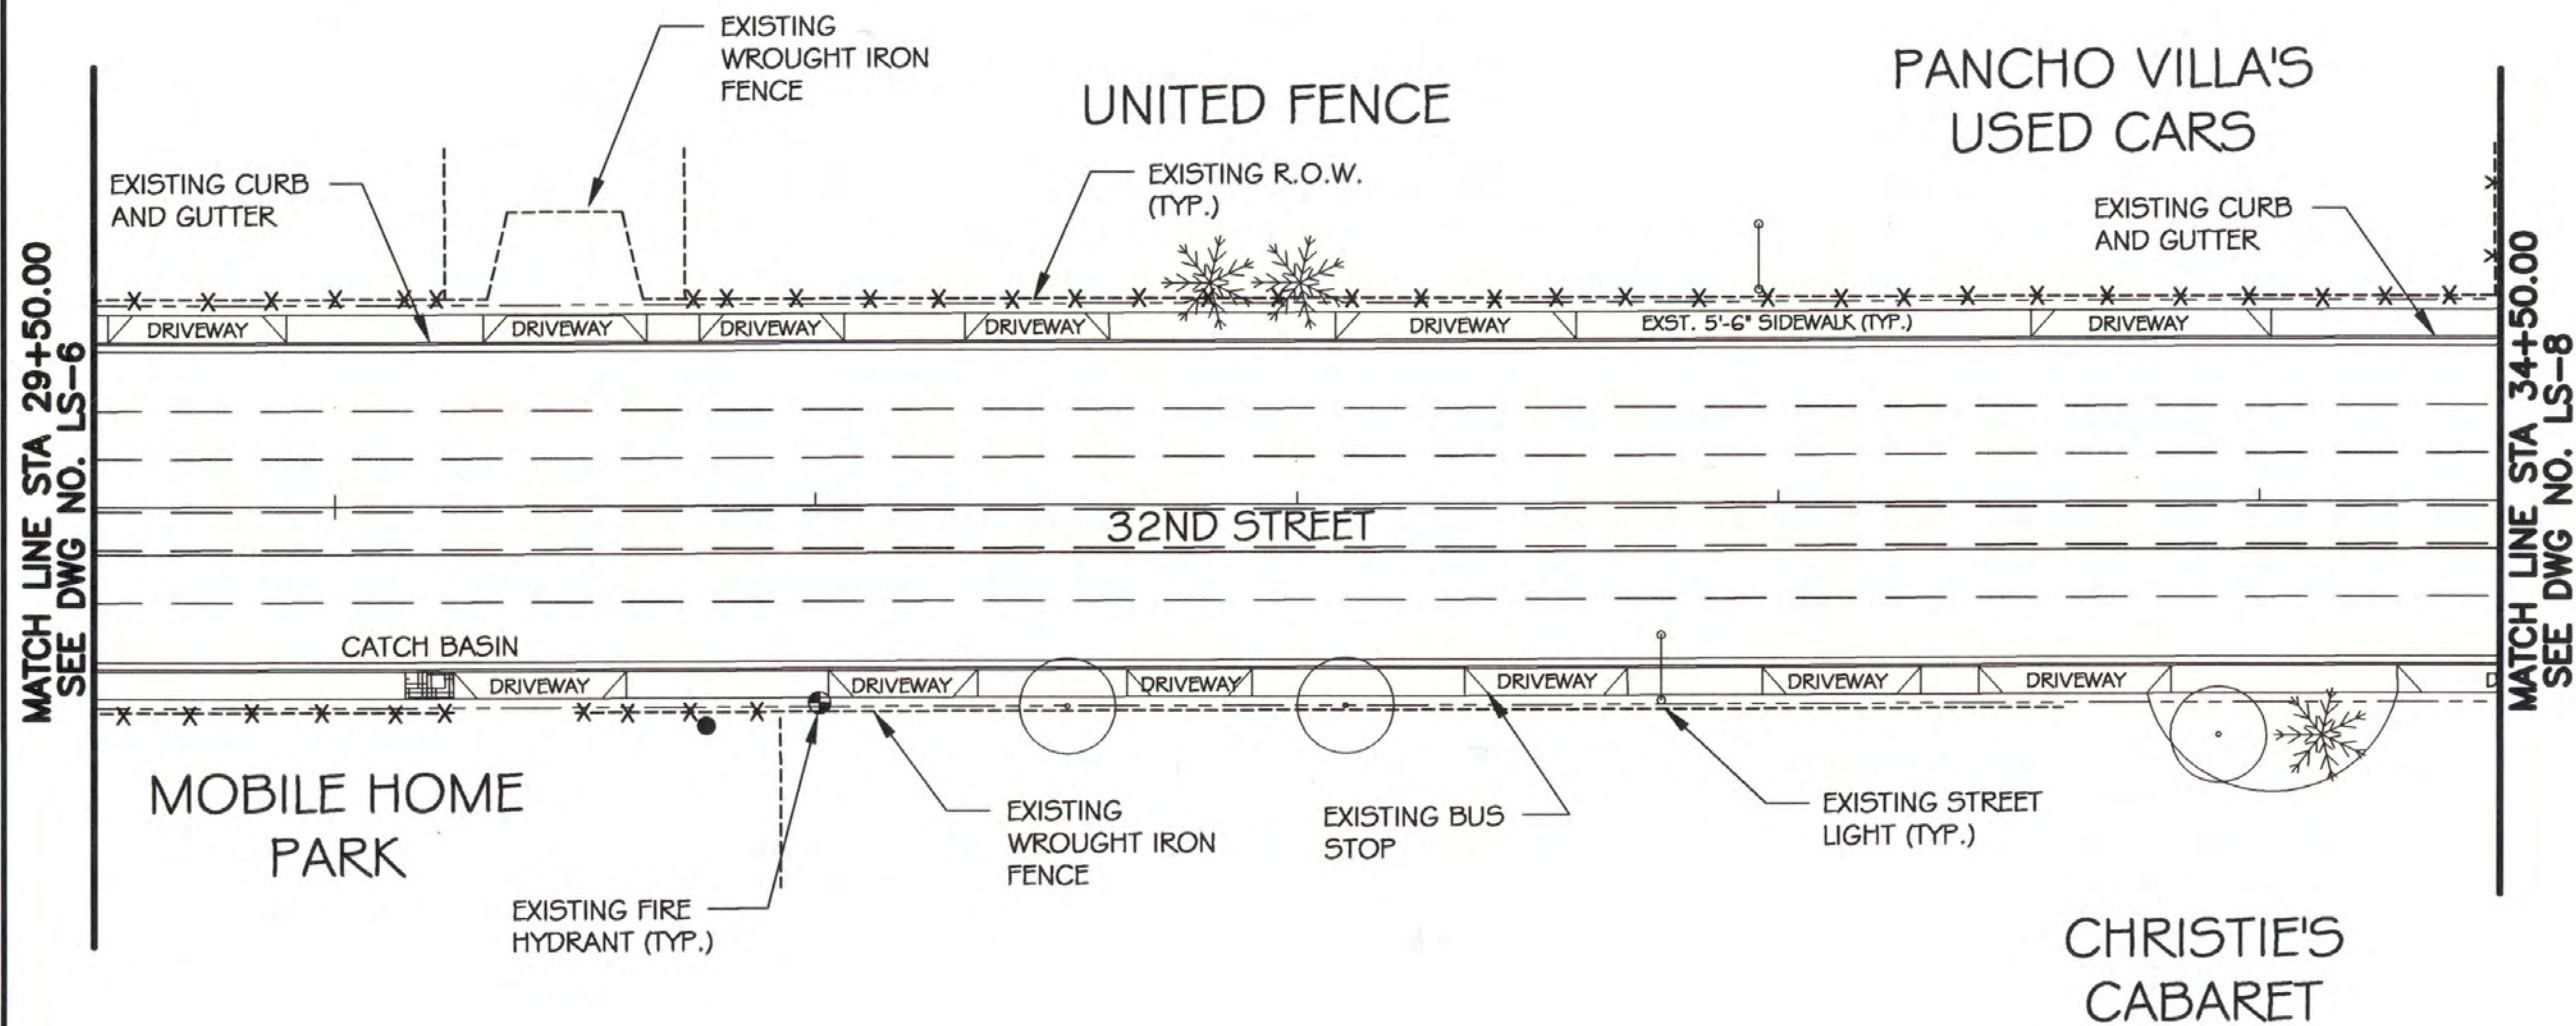 EXISTING
WROUGHT IRON
FENCE
UNITED FENCE
PANCHO VILLA'S
USED CARS
EXISTING CURB
AND GUTTER
EXISTING R.O.W.
(TYP.)
EXISTING CURB
AND GUTTER
MATCH LINE STA 29+50.00
SEE DWG NO. LS-6
MATCH LINE STA 34+50.00
SEE DWG NO. LS-8
DRIVEWAY
DRIVEWAY
DRIVEWAY
DRIVEWAY
DRIVEWAY
EXST. 5'-6" SIDEWALK (TYP.)
DRIVEWAY
32ND STREET
CATCH BASIN
DRIVEWAY
DRIVEWAY
DRIVEWAY
DRIVEWAY
DRIVEWAY
DRIVEWAY
D
MOBILE HOME
PARK
EXISTING
WROUGHT IRON
FENCE
EXISTING BUS
STOP
EXISTING STREET
LIGHT (TYP.)
EXISTING FIRE
HYDRANT (TYP.)
CHRISTIE'S
CABARET